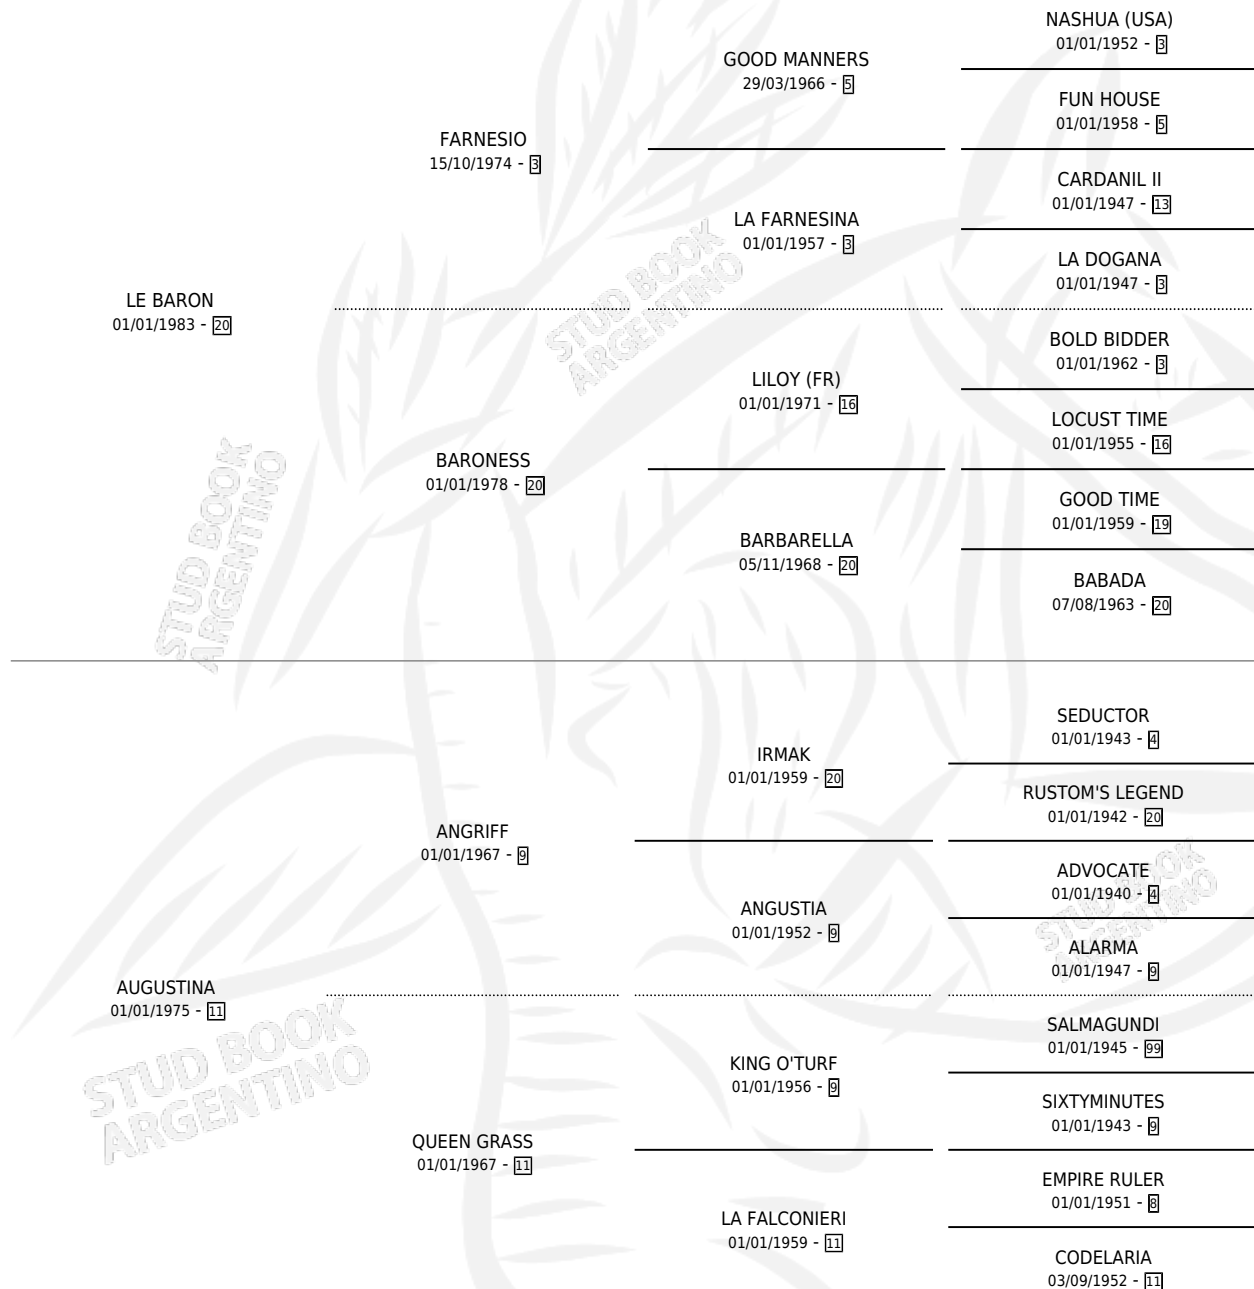 NASHUA (USA)
01/01/1952 - 3
GOOD MANNERS
29/03/1966 - 5
FUN HOUSE
01/01/1958 - 5
FARNESIO
15/10/1974 - 3
CARDANIL II
01/01/1947 - 13
LA FARNESINA
01/01/1957 - 3
LA DOGANA
01/01/1947 - 3
LE BARON
01/01/1983 - 20
BOLD BIDDER
01/01/1962 - 3
LILOY (FR)
01/01/1971 - 16
LOCUST TIME
01/01/1955 - 16
BARONESS
01/01/1978 - 20
GOOD TIME
01/01/1959 - 19
BARBARELLA
05/11/1968 - 20
BABADA
07/08/1963 - 20
SEDUCTOR
01/01/1943 - 4
IRMAK
01/01/1959 - 20
RUSTOM'S LEGEND
01/01/1942 - 20
ANGRIFF
01/01/1967 - 9
ADVOCATE
01/01/1940 - 4
ANGUSTIA
01/01/1952 - 9
ALARMA
01/01/1947 - 9
AUGUSTINA
01/01/1975 - 11
SALMAGUNDI
01/01/1945 - 99
KING O'TURF
01/01/1956 - 9
SIXTYMINUTES
01/01/1943 - 9
QUEEN GRASS
01/01/1967 - 11
EMPIRE RULER
01/01/1951 - 8
LA FALCONIERI
01/01/1959 - 11
CODELARIA
03/09/1952 - 11
STUD BOOK
ARGENTINO
STUD BOOK
ARGENTINO
STUD BOOK
ARGENTINO
STUD BOOK
ARGENTINO